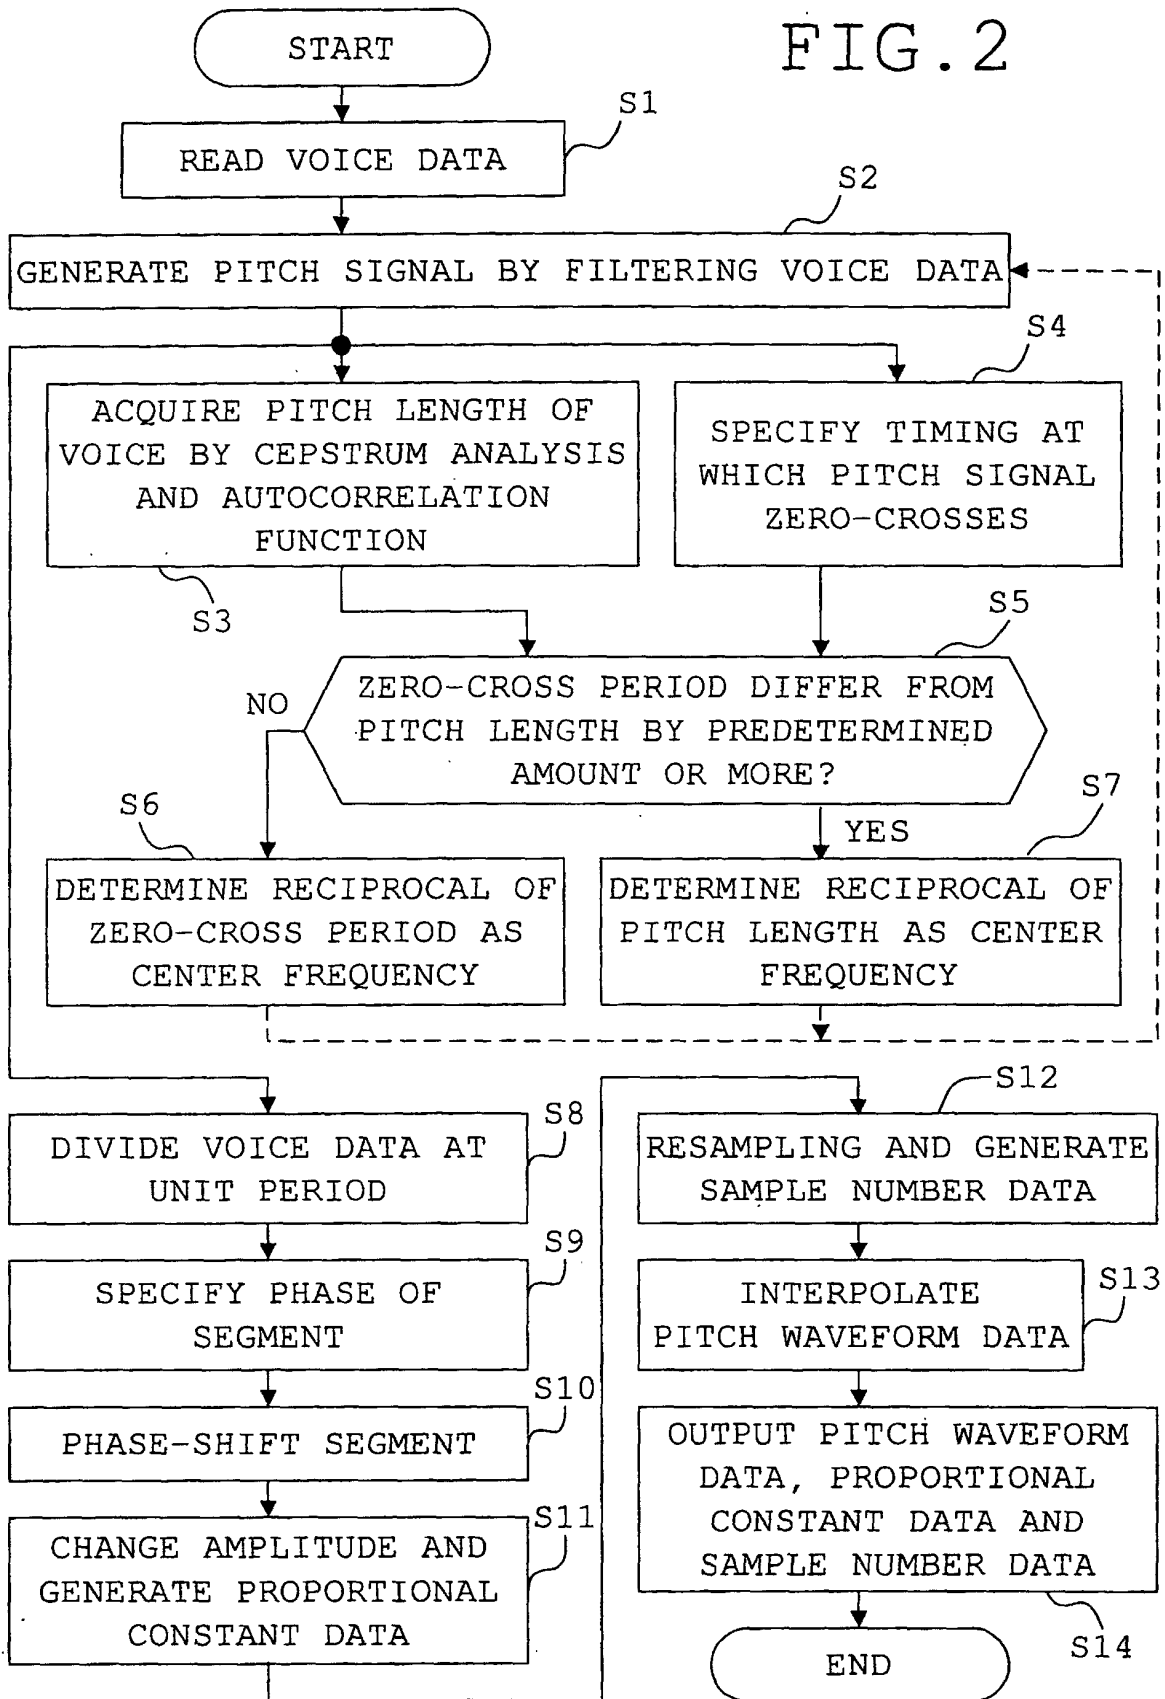 FIG.2
START
S1
READ VOICE DATA
S2
GENERATE PITCH SIGNAL BY FILTERING VOICE DATA
S4
ACQUIRE PITCH LENGTH OF
VOICE BY CEPSTRUM ANALYSIS
AND AUTOCORRELATION
FUNCTION
S3
SPECIFY TIMING AT
WHICH PITCH SIGNAL
ZERO-CROSSES
S5
ZERO-CROSS PERIOD DIFFER FROM
PITCH LENGTH BY PREDETERMINED
AMOUNT OR MORE?
NO
YES
S6
DETERMINE RECIPROCAL OF
ZERO-CROSS PERIOD AS
CENTER FREQUENCY
S7
DETERMINE RECIPROCAL OF
PITCH LENGTH AS CENTER
FREQUENCY
S8
DIVIDE VOICE DATA AT
UNIT PERIOD
S9
SPECIFY PHASE OF
SEGMENT
S10
PHASE-SHIFT SEGMENT
S11
CHANGE AMPLITUDE AND
GENERATE PROPORTIONAL
CONSTANT DATA
S12
RESAMPLING AND GENERATE
SAMPLE NUMBER DATA
S13
INTERPOLATE
PITCH WAVEFORM DATA
OUTPUT PITCH WAVEFORM
DATA, PROPORTIONAL
CONSTANT DATA AND
SAMPLE NUMBER DATA
S14
END